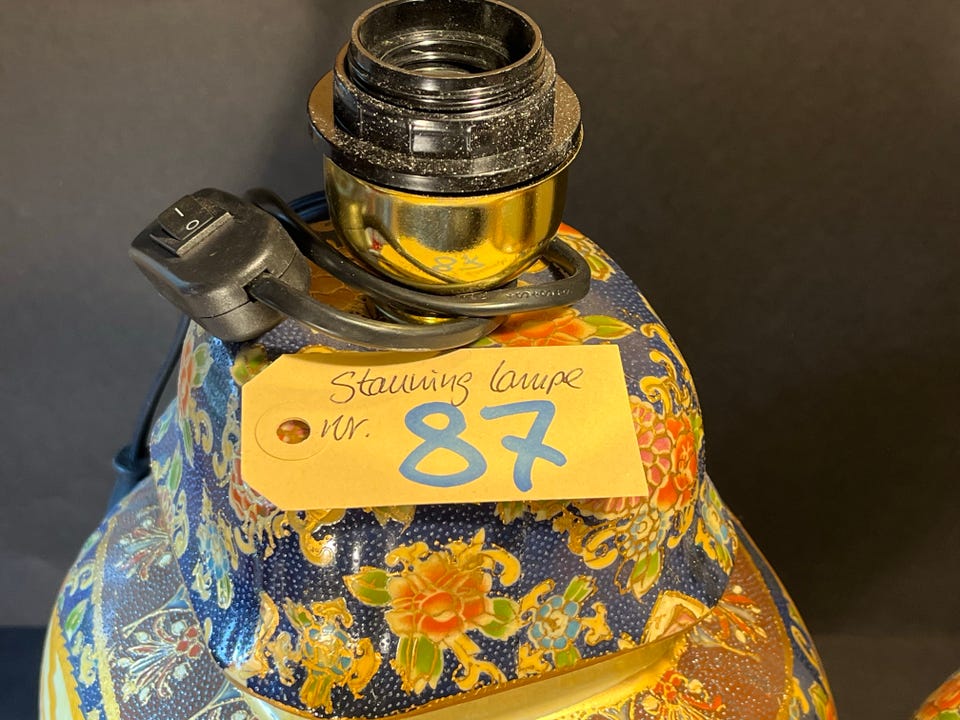 Stauning lampe
nr. 87
I
O